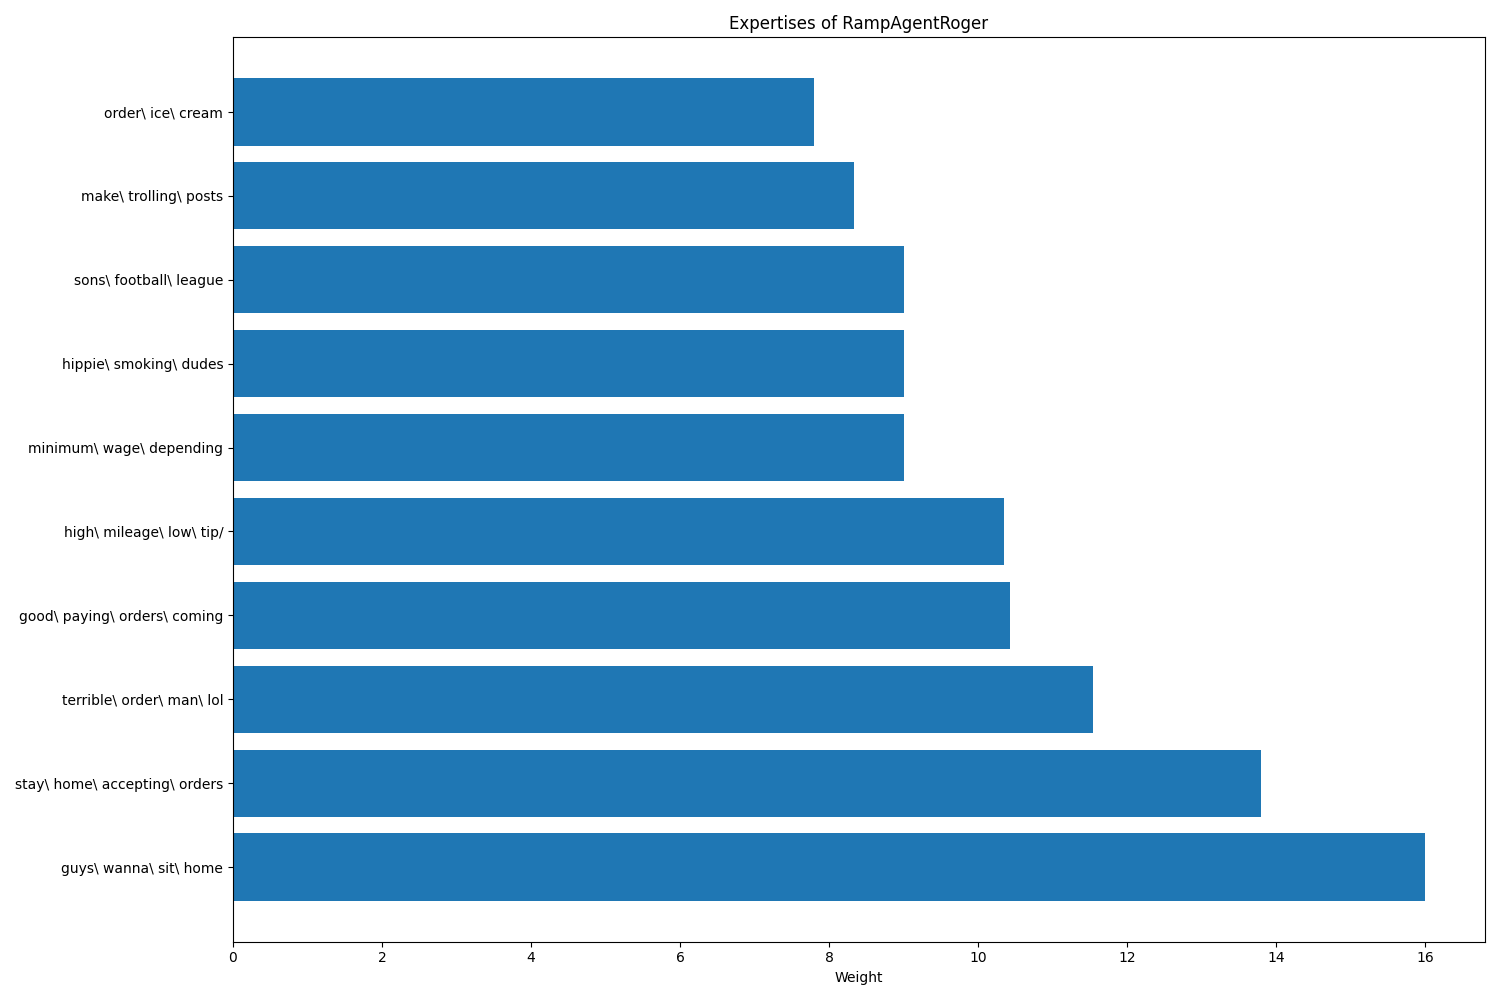 Expertises of RampAgentRoger
order\ ice\ cream
make\ trolling\ posts
sons\ football\ league
hippie\ smoking\ dudes
minimum\ wage\ depending
high\ mileage\ low\ tip/
good\ paying\ orders\ coming
terrible\ order\ man\ lol
stay\ home\ accepting\ orders
guys\ wanna\ sit\ home
0 2 4 6 8 10 12 14 16
Weight